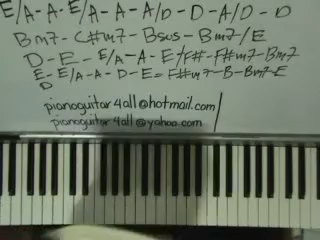 E/A - A - E/A - A - A/D - D - A/D - D
Bm7 - C#m7 - Bsus - Bm7/E
D - E - E/A - A - E/F# - F#m7 - Bm7
E - E/A - A - D - E = F#m7 - B - Bm7 - E
D
pianoguitar4all@hotmail.com
pianoguitar4all@yahoo.com